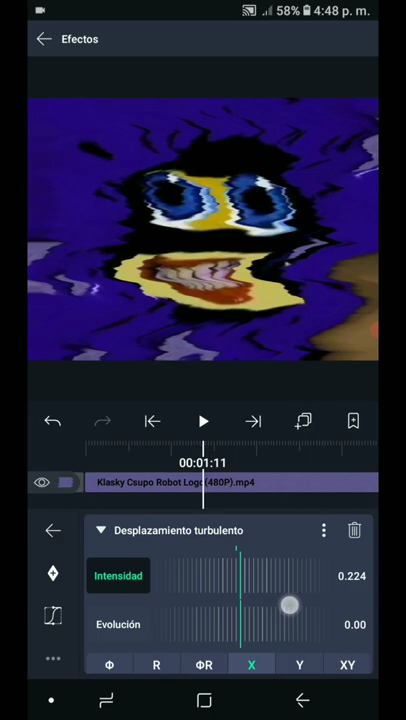 58% 4:48 p. m.
Efectos
00:01:11
Klasky Csupo Robot Logo(480P).mp4
Desplazamiento turbulento
Intensidad 0.224
Evolución 0.00
Φ R ΦR X Y XY